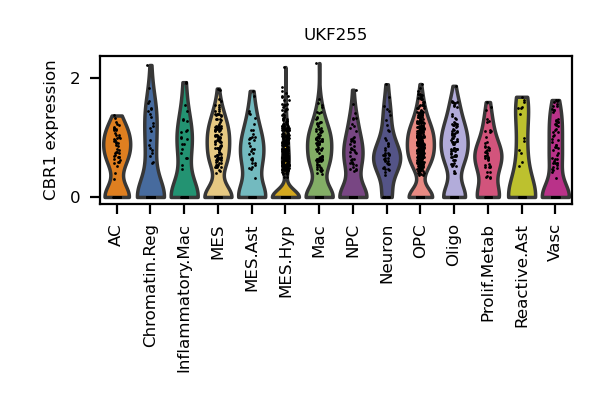 UKF255
CBR1 expression
2
0
AC
Chromatin.Reg
Inflammatory.Mac
MES
MES.Ast
MES.Hyp
Mac
NPC
Neuron
OPC
Oligo
Prolif.Metab
Reactive.Ast
Vasc